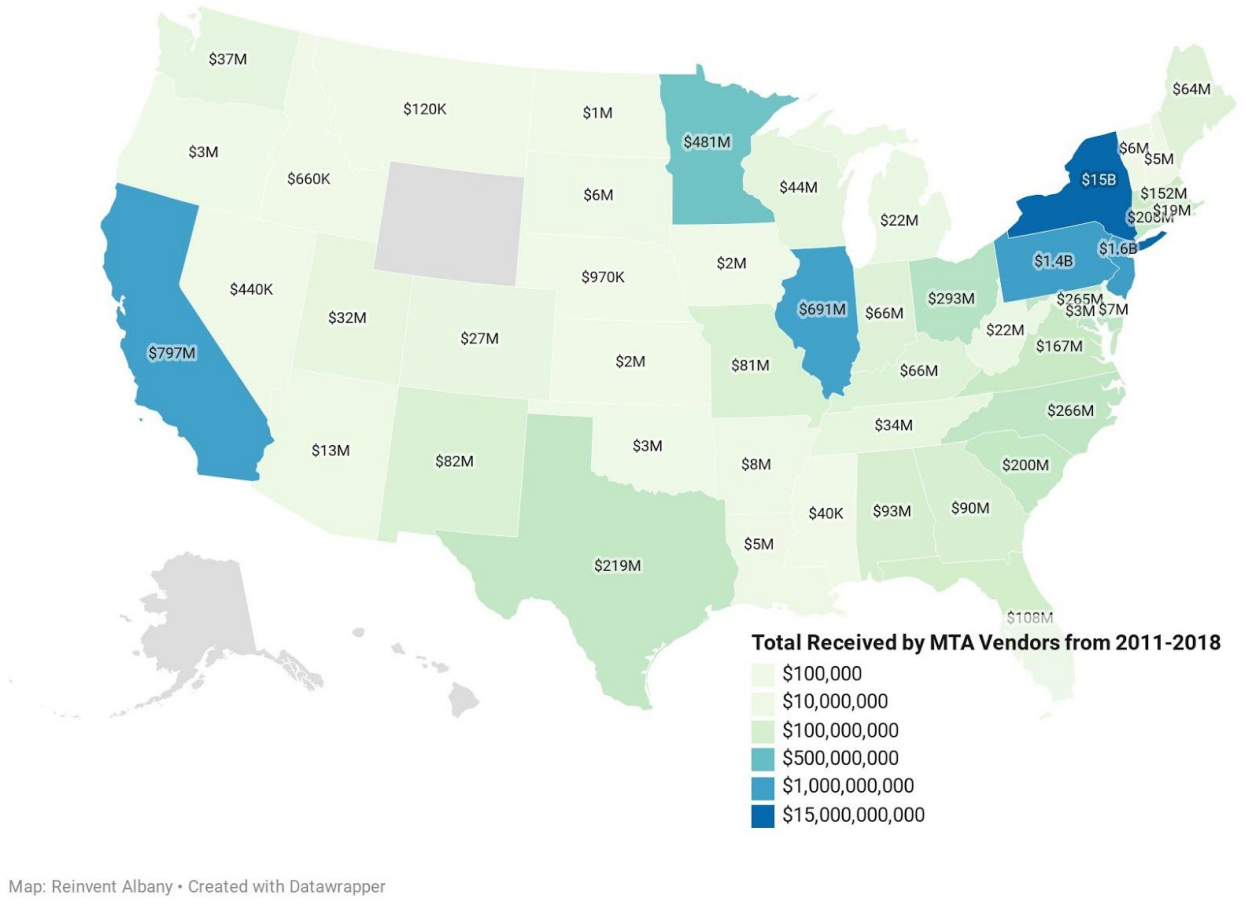 $37M
$120K
$1M
$481M
$64M
$3M
$660K
$6M
$44M
$22M
$15B
$6M
$5M
$152M
$19M
$440K
$970K
$2M
$1.4B
$1.6B
$797M
$32M
$27M
$2M
$691M
$66M
$293M
$265M
$3M
$7M
$22M
$167M
$81M
$66M
$13M
$82M
$3M
$8M
$34M
$266M
$200M
$40K
$93M
$90M
$219M
$5M
$108M
Total Received by MTA Vendors from 2011-2018
$100,000
$10,000,000
$100,000,000
$500,000,000
$1,000,000,000
$15,000,000,000
Map: Reinvent Albany • Created with Datawrapper